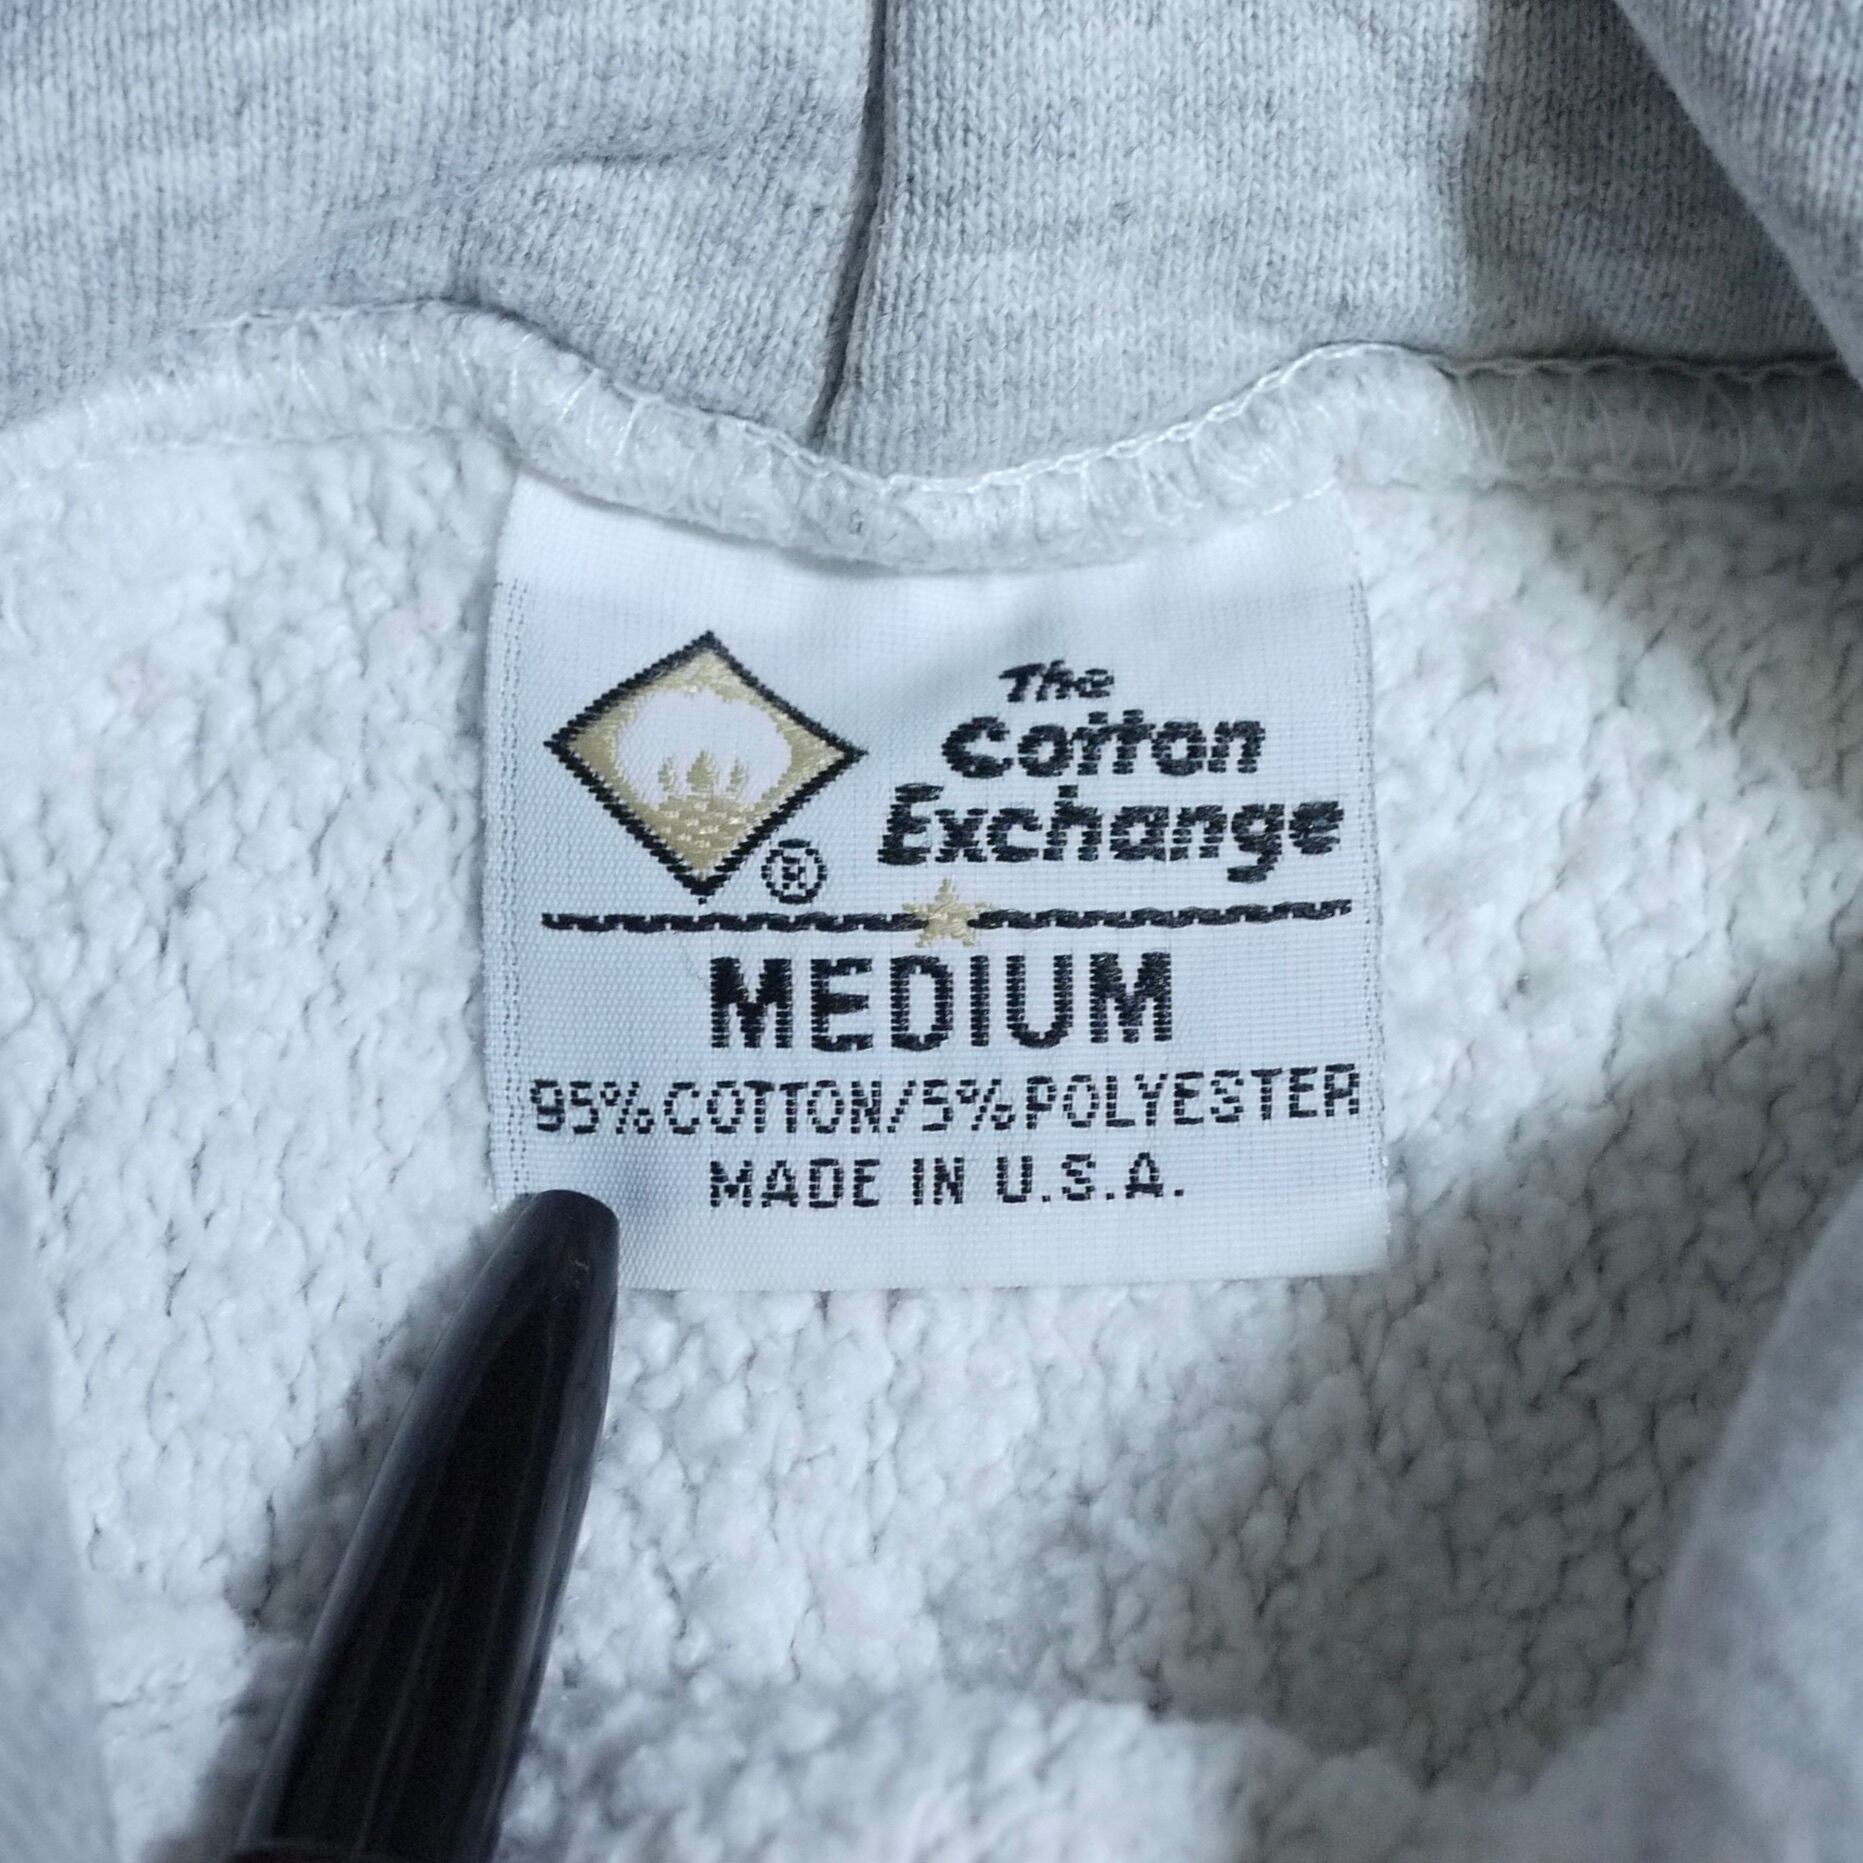 The
Cotton
Exchange
®
MEDIUM
95% COTTON/5% POLYESTER
MADE IN U.S.A.